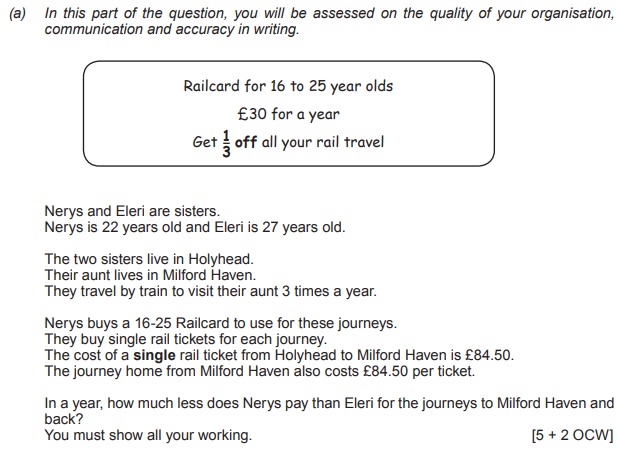 (a) In this part of the question, you will be assessed on the quality of your organisation,
communication and accuracy in writing.
Railcard for 16 to 25 year olds
£30 for a year
Get 1/3 off all your rail travel
Nerys and Eleri are sisters.
Nerys is 22 years old and Eleri is 27 years old.
The two sisters live in Holyhead.
Their aunt lives in Milford Haven.
They travel by train to visit their aunt 3 times a year.
Nerys buys a 16-25 Railcard to use for these journeys.
They buy single rail tickets for each journey.
The cost of a single rail ticket from Holyhead to Milford Haven is £84.50.
The journey home from Milford Haven also costs £84.50 per ticket.
In a year, how much less does Nerys pay than Eleri for the journeys to Milford Haven and
back?
You must show all your working. [5 + 2 OCW]